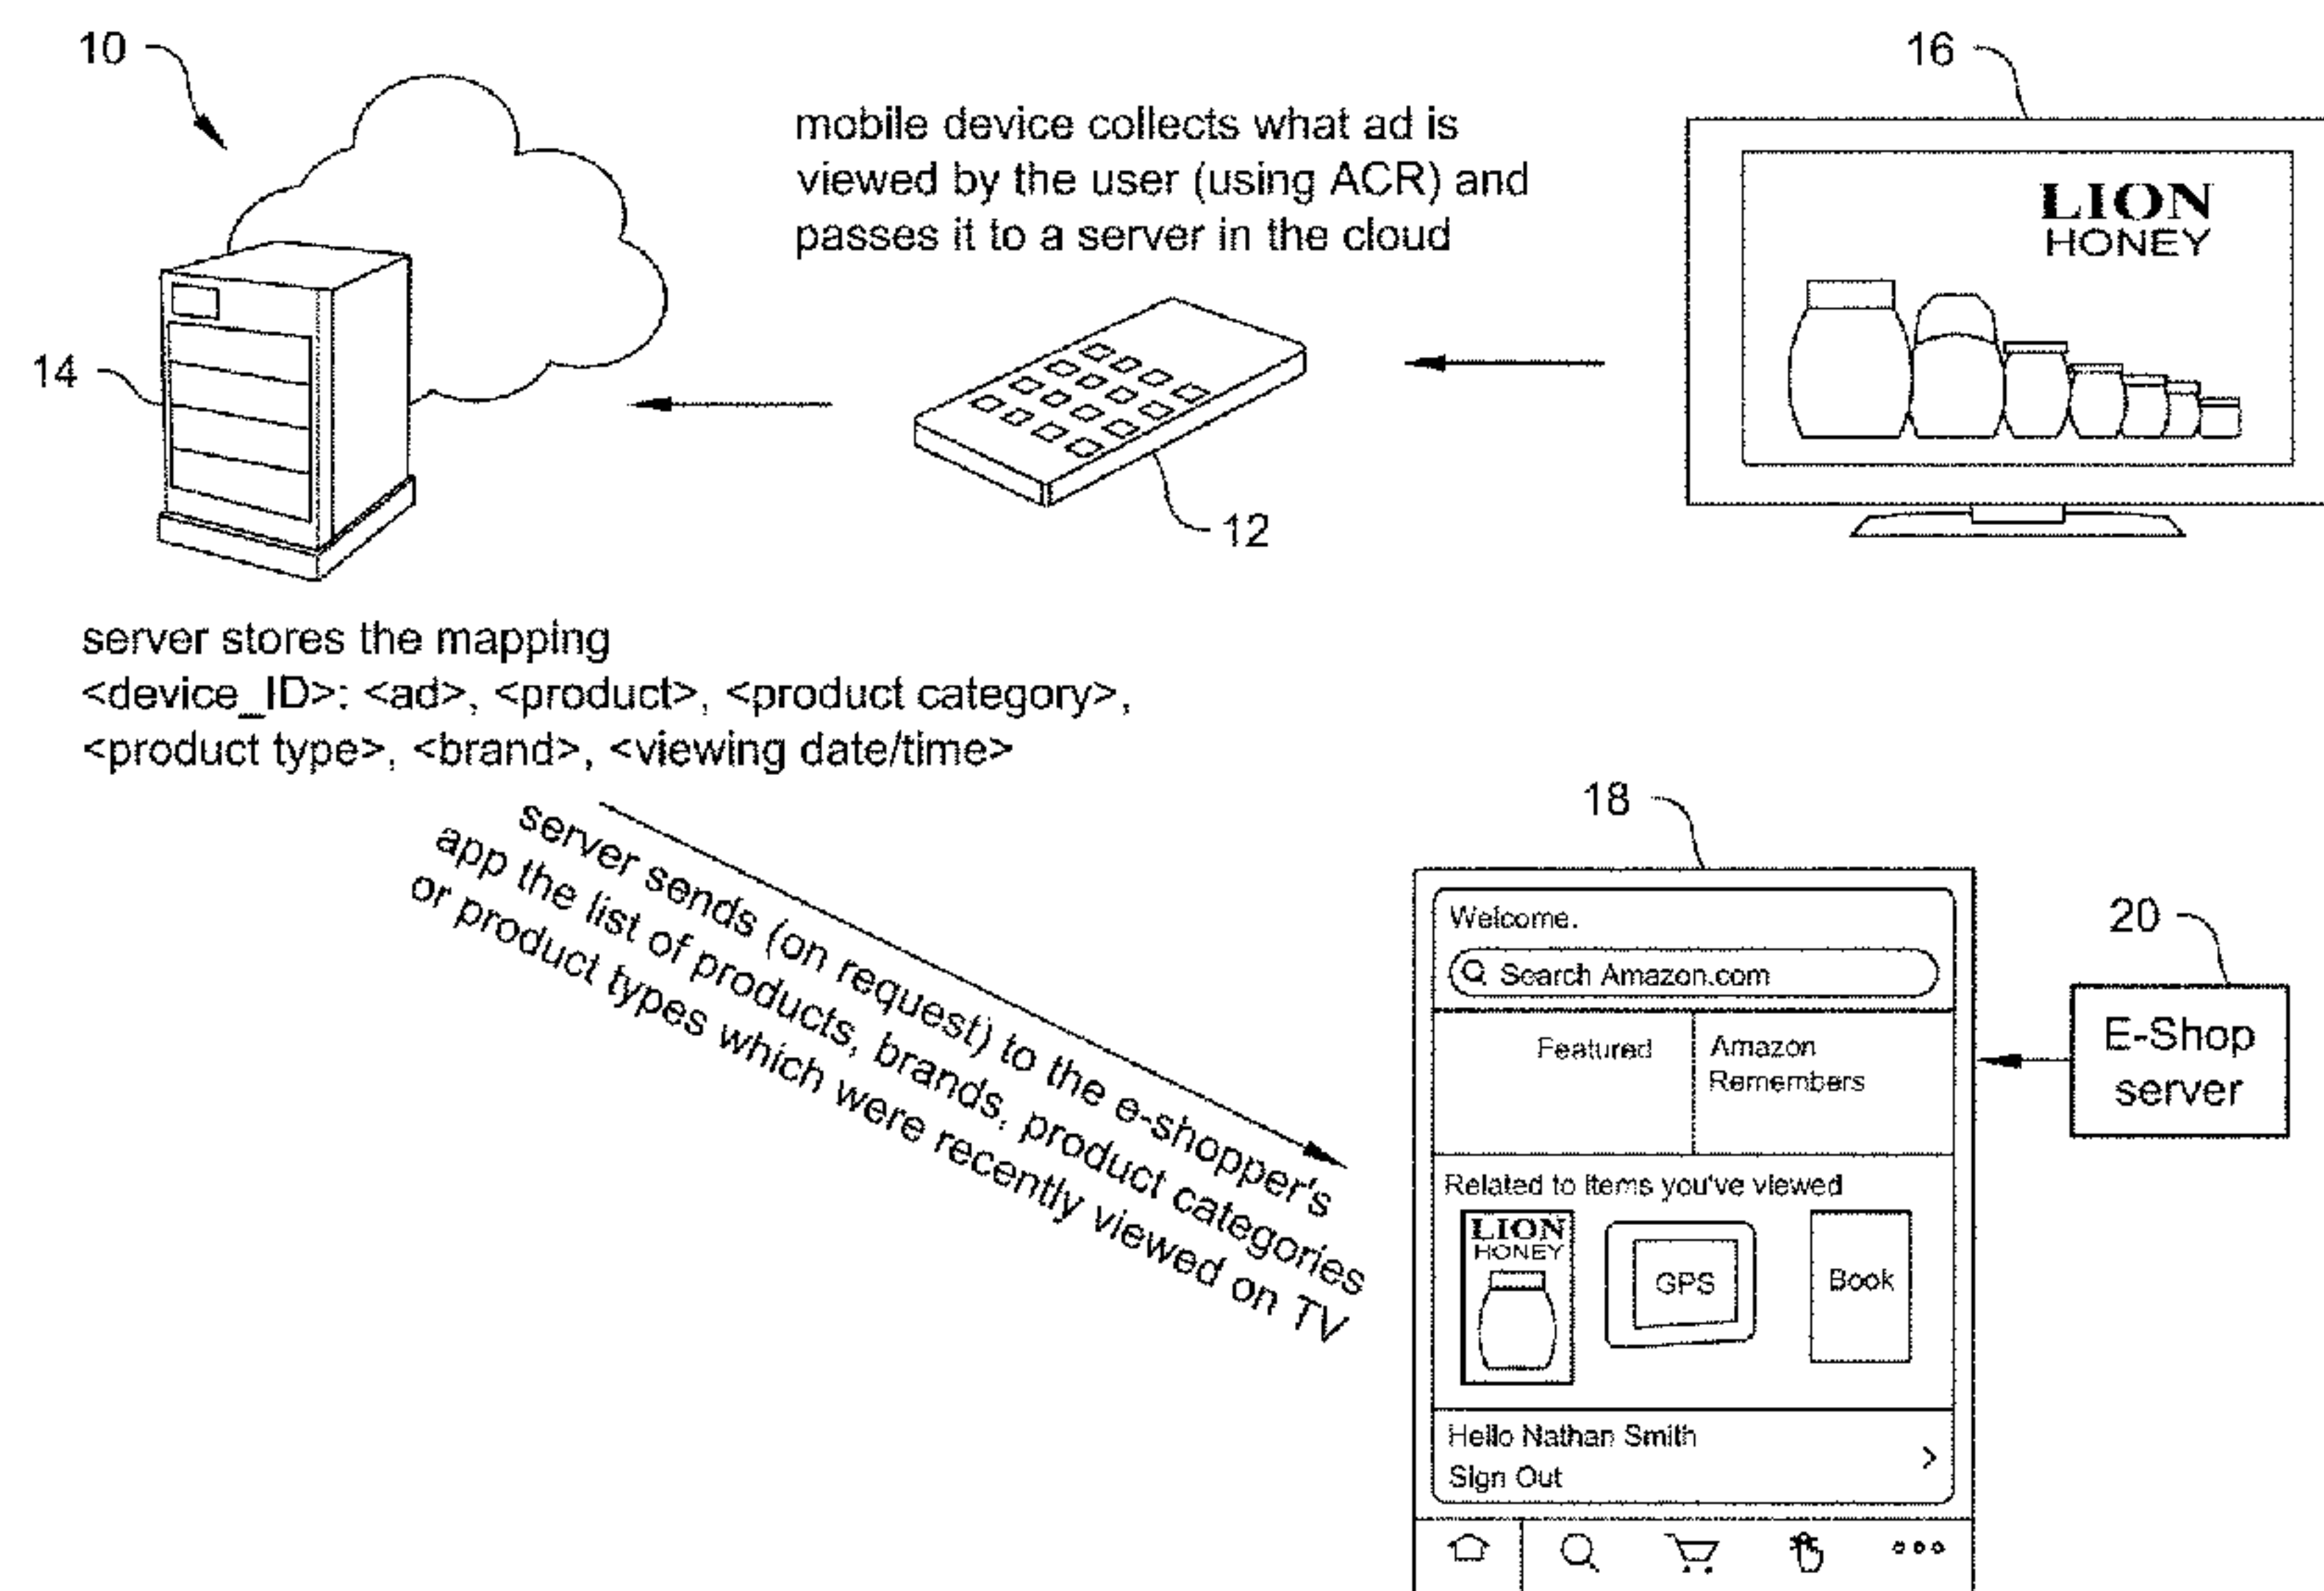 10
16
mobile device collects what ad is
viewed by the user (using ACR) and
passes it to a server in the cloud
LION
HONEY
14
12
server stores the mapping
<device_ID>: <ad>, <product>, <product category>,
<product type>, <brand>, <viewing date/time>
server sends (on request) to the e-shopper's
app the list of products, brands, product categories
or product types which were recently viewed on TV
18
20
Welcome.
Search Amazon.com
E-Shop
server
Featured
Amazon
Remembers
Related to items you've viewed
LION
HONEY
GPS
Book
Hello Nathan Smith
Sign Out